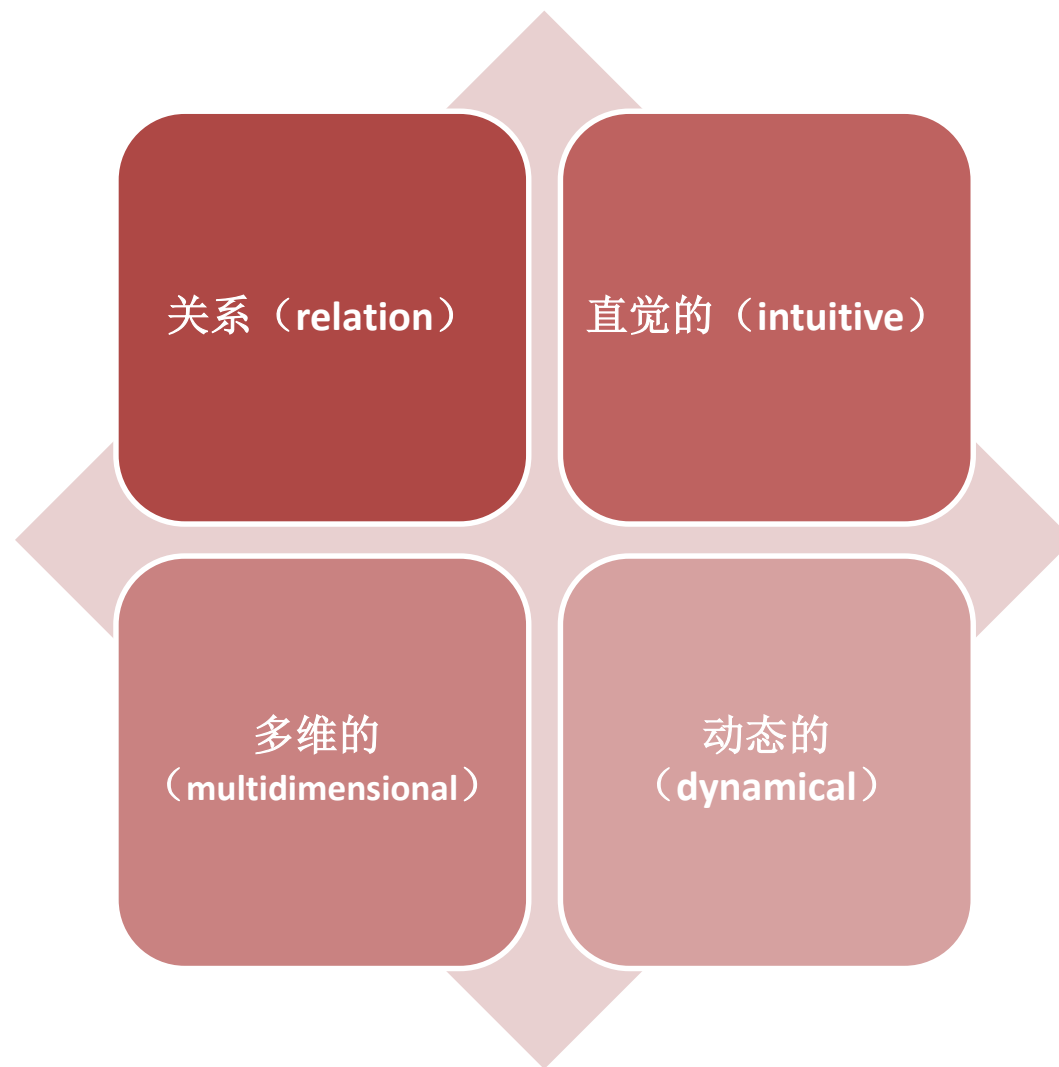 关系（relation）
直觉的（intuitive）
多维的
（multidimensional）
动态的
（dynamical）